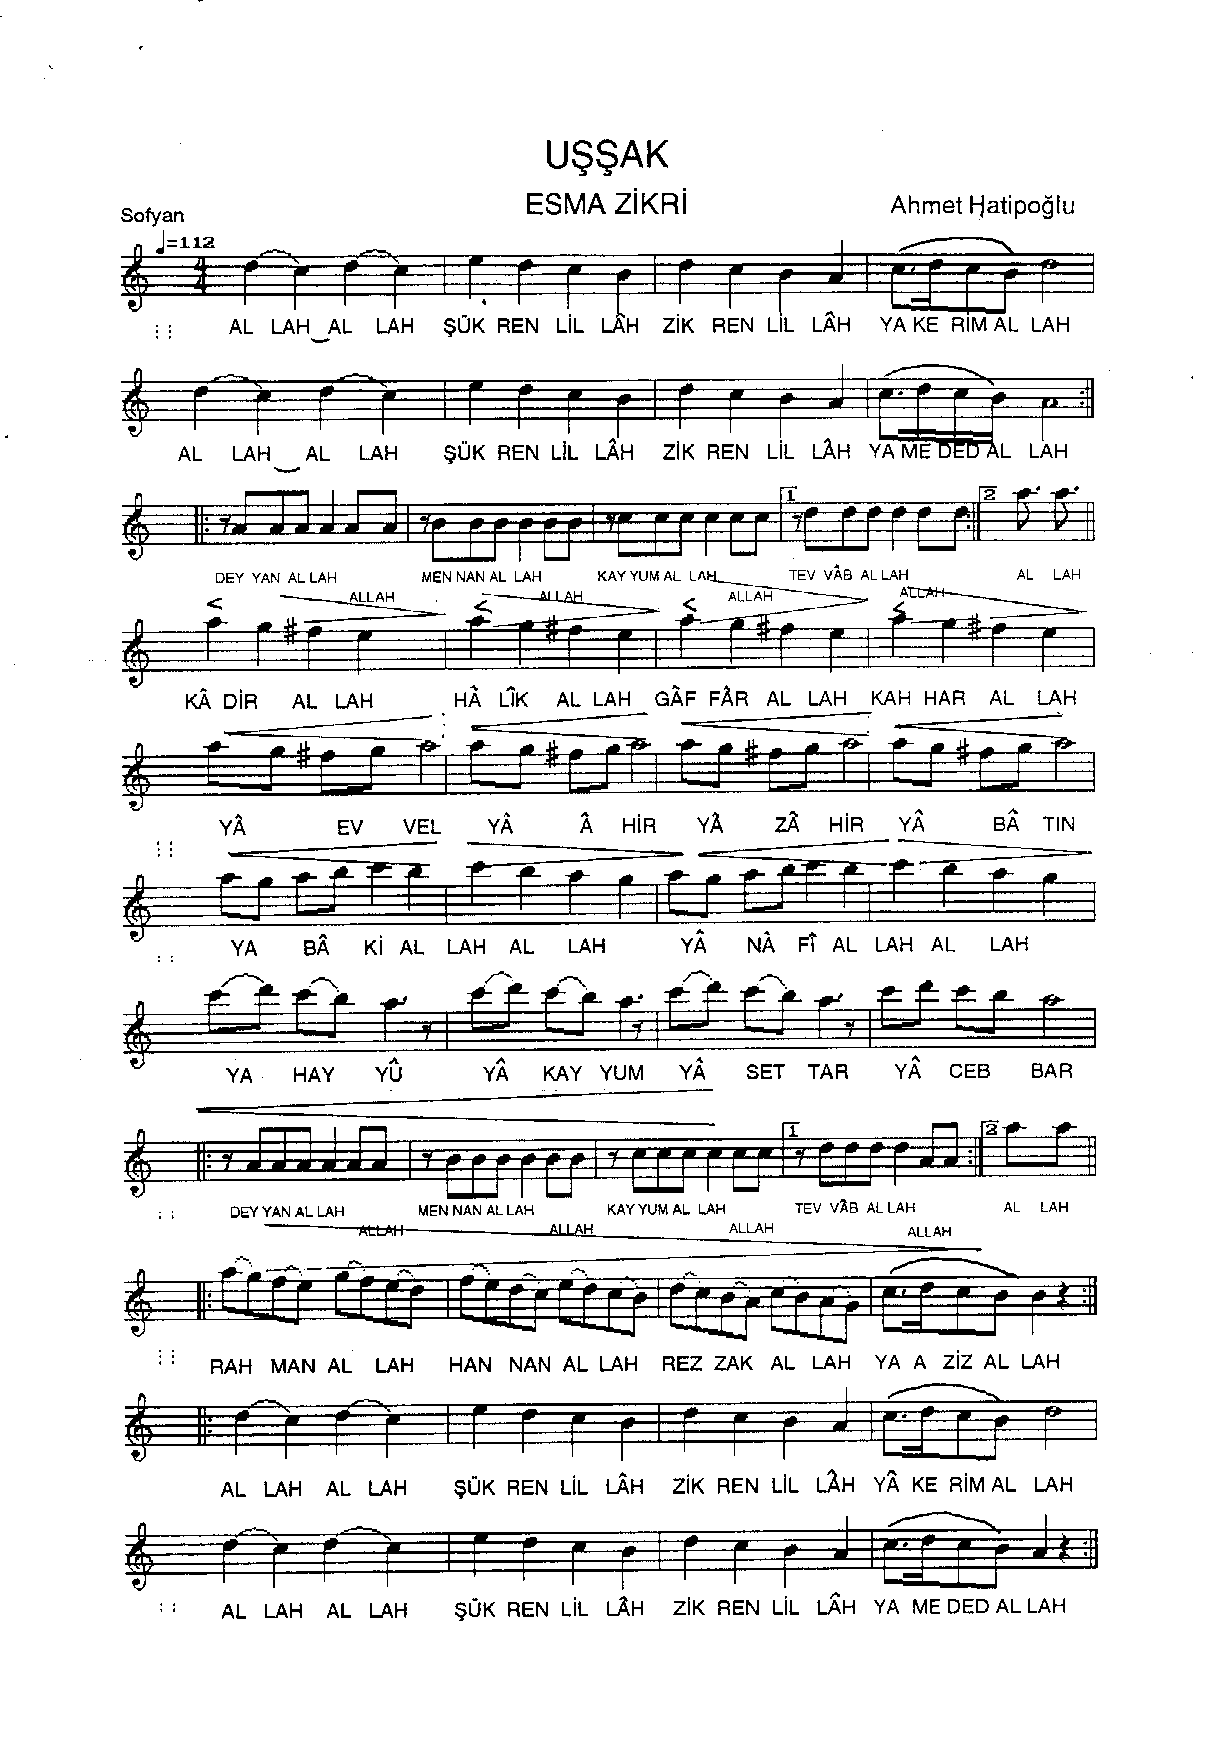 UŞŞAK
ESMA ZİKRİ
Sofyan
Ahmet Hatipoğlu
♩=112
4/4
AL LAH_AL LAH ŞÜK REN LİL LÂH ZİK REN LİL LÂH YA KE RİM AL LAH
AL LAH_AL LAH ŞÜK REN LİL LÂH ZİK REN LİL LÂH YA ME DED AL LAH
1 2
DEY YAN AL LAH MEN NAN AL LAH KAY YUM AL LAH TEV VÂB AL LAH AL LAH
ALLAH ALLAH ALLAH ALLAH
KÂ DİR AL LAH HÂ LÎK AL LAH GÂF FÂR AL LAH KAH HAR AL LAH
YÂ EV VEL YÂ Â HİR YÂ ZÂ HİR YÂ BÂ TIN
YA BÂ Kİ AL LAH AL LAH YÂ NÂ FÎ AL LAH AL LAH
YA HAY YÛ YÂ KAY YUM YÂ SET TAR YÂ CEB BAR
1 2
DEY YAN AL LAH MEN NAN AL LAH KAY YUM AL LAH TEV VÂB AL LAH AL LAH
ALLAH ALLAH ALLAH ALLAH
RAH MAN AL LAH HAN NAN AL LAH REZ ZAK AL LAH YA A ZİZ AL LAH
AL LAH AL LAH ŞÜK REN LİL LÂH ZİK REN LİL LÂH YÂ KE RİM AL LAH
AL LAH AL LAH ŞÜK REN LİL LÂH ZİK REN LİL LÂH YA ME DED AL LAH